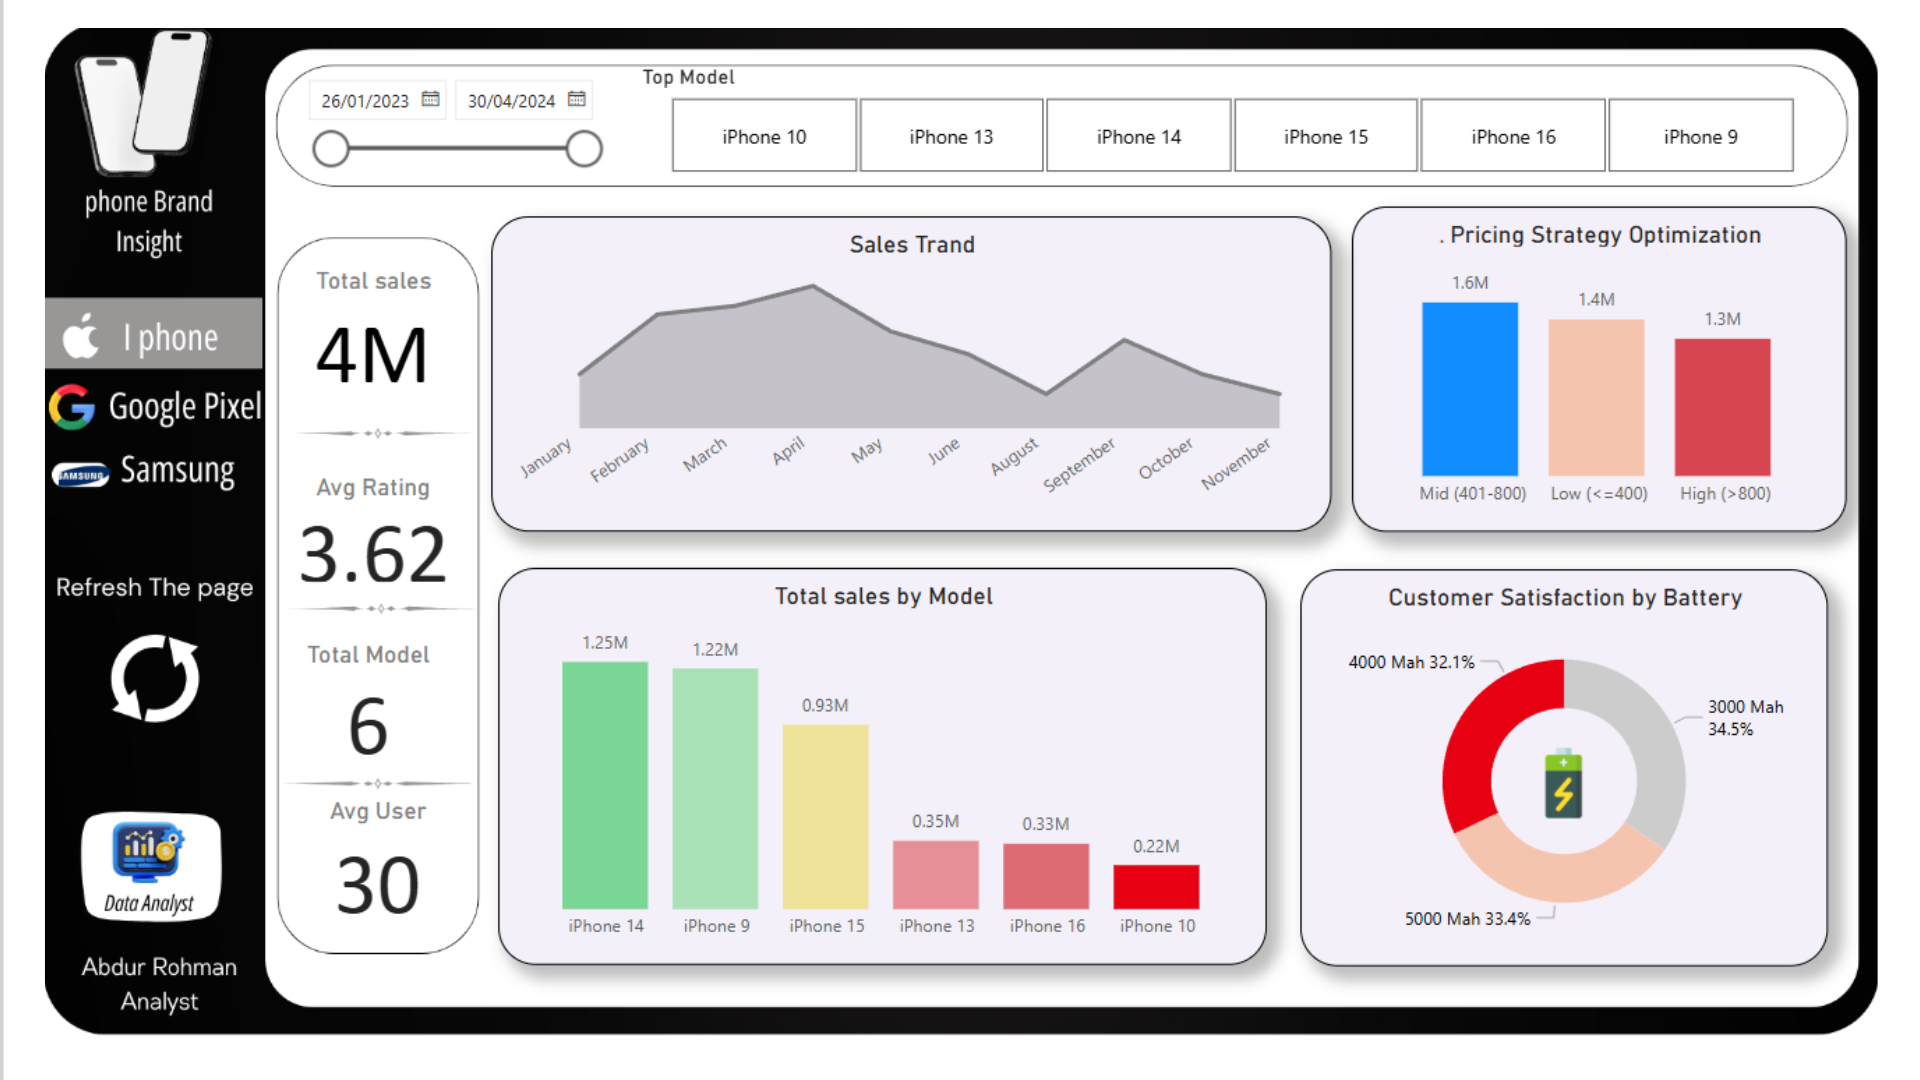 phone Brand
Insight
I phone
Google Pixel
SAMSUNG
Samsung
Refresh The page
Data Analyst
Abdur Rohman
Analyst
26/01/2023
30/04/2024
Top Model
iPhone 10
iPhone 13
iPhone 14
iPhone 15
iPhone 16
iPhone 9
Total sales
4M
Avg Rating
3.62
Total Model
6
Avg User
30
Sales Trand
January
February
March
April
May
June
August
September
October
November
. Pricing Strategy Optimization
1.6M
1.4M
1.3M
Mid (401-800)
Low (<=400)
High (>800)
Total sales by Model
1.25M
1.22M
0.93M
0.35M
0.33M
0.22M
iPhone 14
iPhone 9
iPhone 15
iPhone 13
iPhone 16
iPhone 10
Customer Satisfaction by Battery
4000 Mah 32.1%
3000 Mah
34.5%
5000 Mah 33.4%